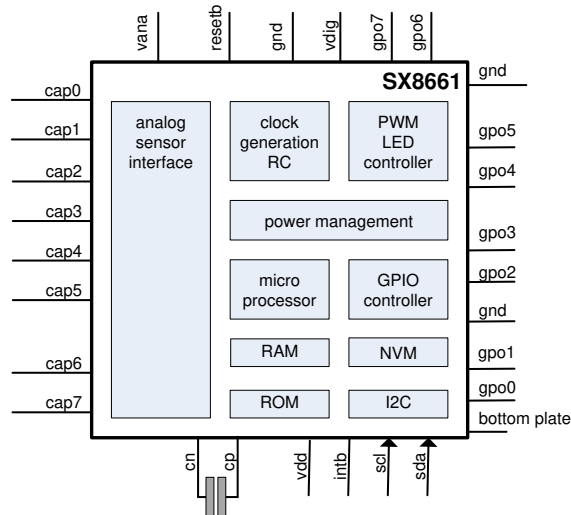 vana
resetb
gnd
vdig
gpo7
gpo6
SX8661
gnd
cap0
cap1
cap2
cap3
cap4
cap5
cap6
cap7
analog
sensor
interface
clock
generation
RC
PWM
LED
controller
power management
micro
processor
GPIO
controller
RAM
NVM
ROM
I2C
gpo5
gpo4
gpo3
gpo2
gnd
gpo1
gpo0
bottom plate
cn
cp
vdd
intb
scl
sda